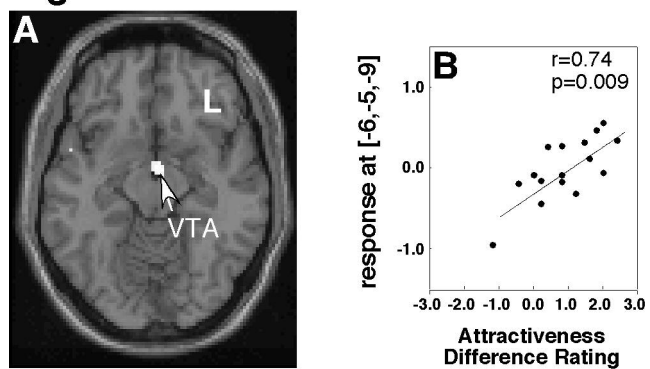 A
L
VTA
B
r=0.74
p=0.009
response at [-6,-5,-9]
1.0
0.0
-1.0
-3.0 -2.0 -1.0 0.0 1.0 2.0 3.0
Attractiveness
Difference Rating